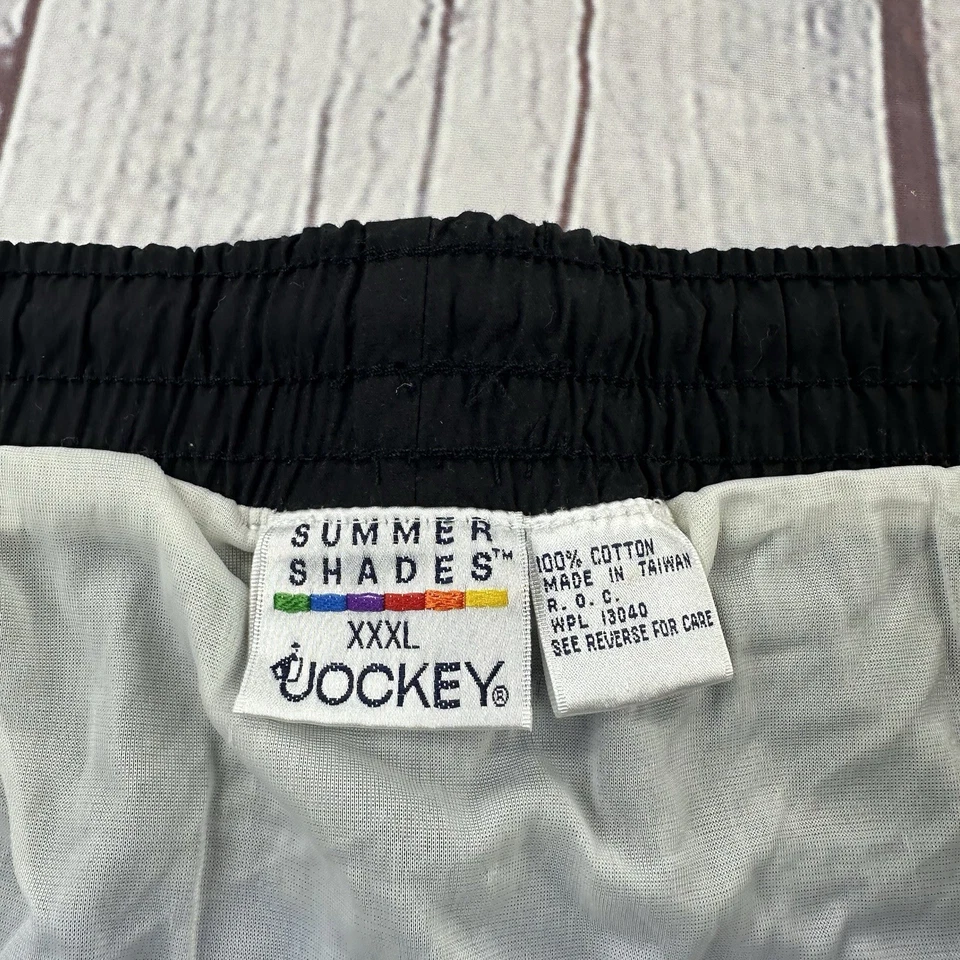 SUMMER
SHADES™
XXXL
JOCKEY®
100% COTTON
MADE IN TAIWAN
R. O. C.
WPL 13040
SEE REVERSE FOR CARE